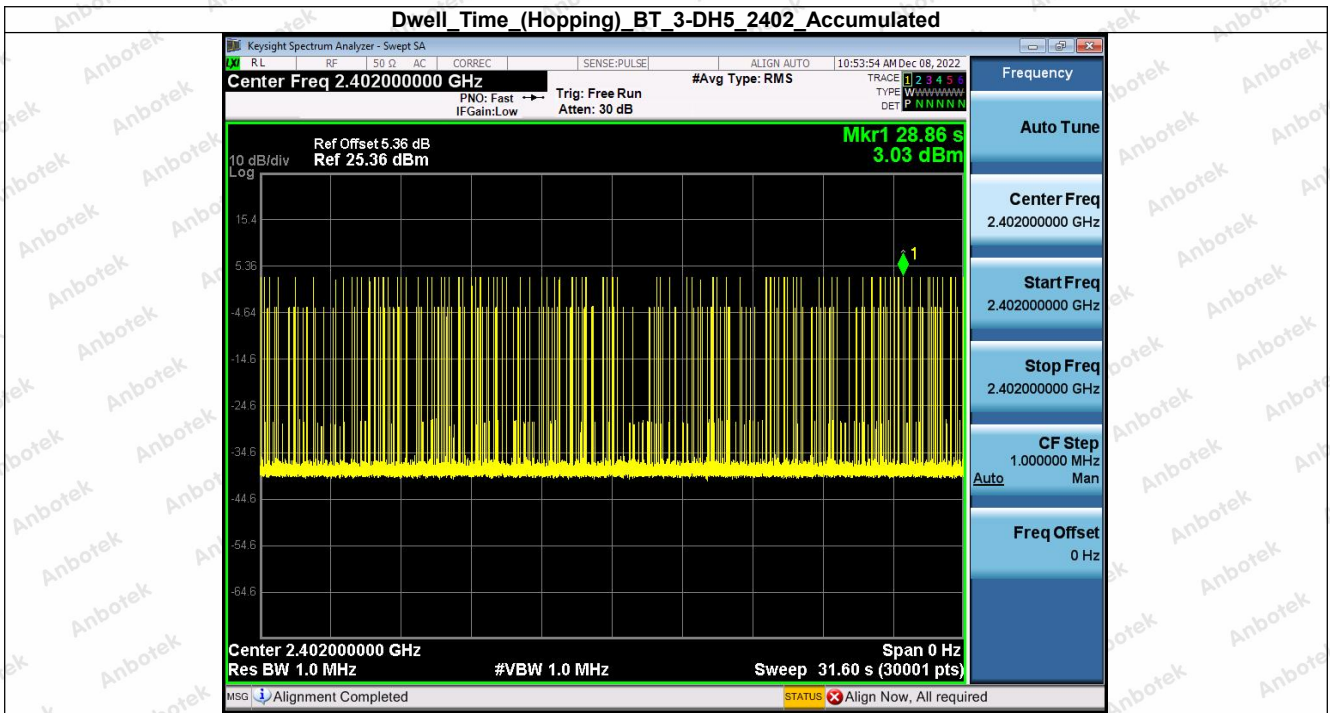 Dwell_Time_(Hopping)_BT_3-DH5_2402_Accumulated
Keysight Spectrum Analyzer - Swept SA
LXI RL RF 50 Ω AC CORREC SENSE:PULSE ALIGN AUTO 10:53:54 AM Dec 08, 2022
Center Freq 2.402000000 GHz
PNO: Fast
IFGain:Low
Trig: Free Run
Atten: 30 dB
#Avg Type: RMS
TRACE 1 2 3 4 5 6
TYPE WWWWWW
DET P N N N N N
Mkr1 28.86 s
3.03 dBm
Ref Offset 5.36 dB
10 dB/div Ref 25.36 dBm
Log
15.4
5.36
-4.64
-14.6
-24.6
-34.6
-44.6
-54.6
-64.6
1
Center 2.402000000 GHz Span 0 Hz
Res BW 1.0 MHz #VBW 1.0 MHz Sweep 31.60 s (30001 pts)
MSG Alignment Completed STATUS Align Now, All required
Frequency
Auto Tune
Center Freq
2.402000000 GHz
Start Freq
2.402000000 GHz
Stop Freq
2.402000000 GHz
CF Step
1.000000 MHz
Auto Man
Freq Offset
0 Hz
Anbotek